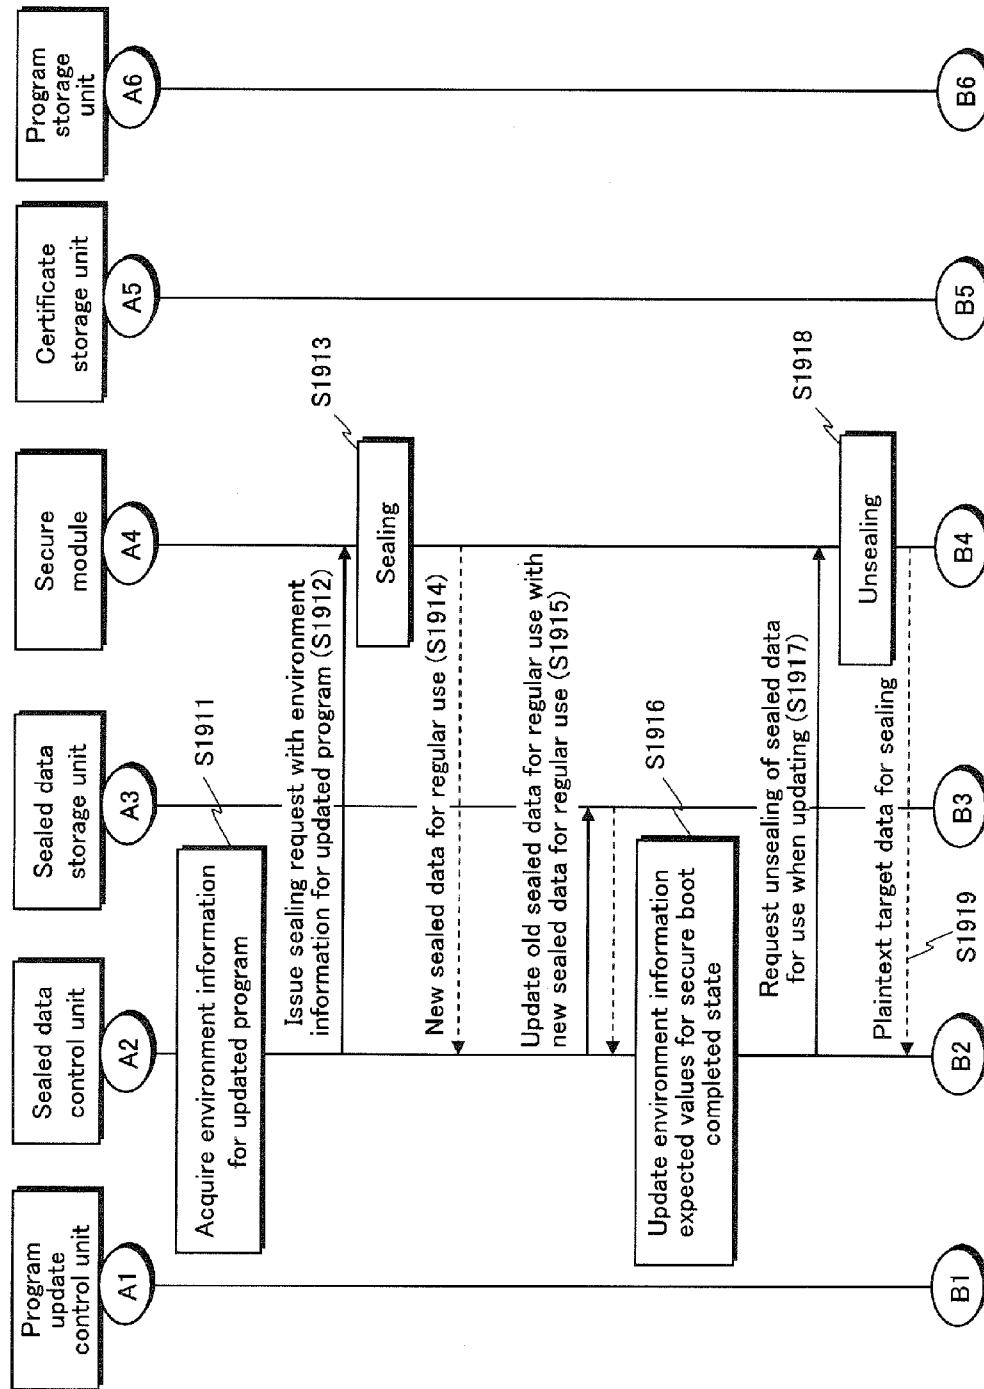 Program
update
control unit
Sealed data
control unit
Sealed data
storage unit
Secure
module
Certificate
storage unit
Program
storage
unit
A1
A2
A3
A4
A5
A6
S1911
Acquire environment information
for updated program
Issue sealing request with environment
information for updated program (S1912)
S1913
Sealing
New sealed data for regular use (S1914)
Update old sealed data for regular use with
new sealed data for regular use (S1915)
S1916
Update environment information
expected values for secure boot
completed state
Request unsealing of sealed data
for use when updating (S1917)
S1918
Unsealing
Plaintext target data for sealing
S1919
B1
B2
B3
B4
B5
B6